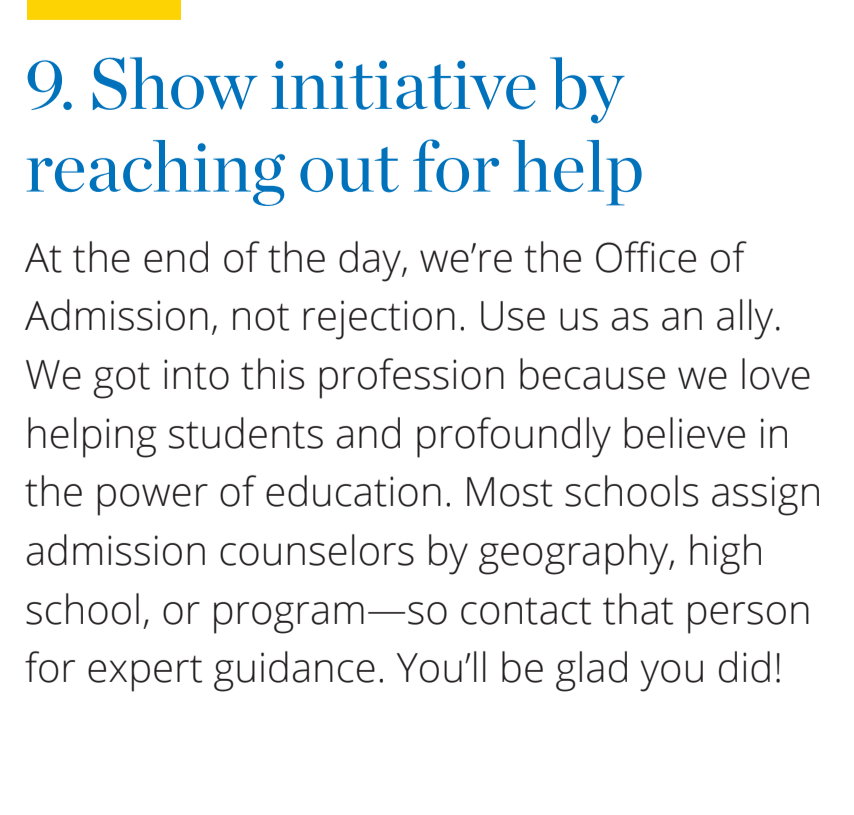 9. Show initiative by
reaching out for help
At the end of the day, we’re the Office of
Admission, not rejection. Use us as an ally.
We got into this profession because we love
helping students and profoundly believe in
the power of education. Most schools assign
admission counselors by geography, high
school, or program—so contact that person
for expert guidance. You’ll be glad you did!